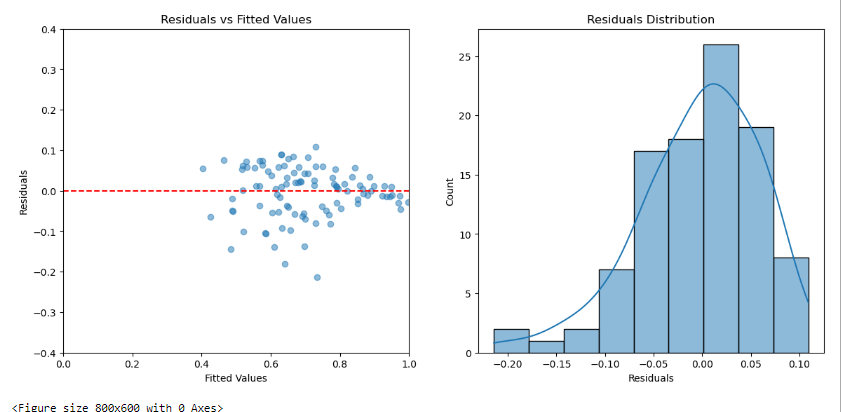 Residuals vs Fitted Values
Residuals Distribution
0.4
0.3
0.2
0.1
0.0
−0.1
−0.2
−0.3
−0.4
Residuals
0.0 0.2 0.4 0.6 0.8 1.0
Fitted Values
25
20
15
10
5
0
Count
−0.20 −0.15 −0.10 −0.05 0.00 0.05 0.10
Residuals
<Figure size 800x600 with 0 Axes>